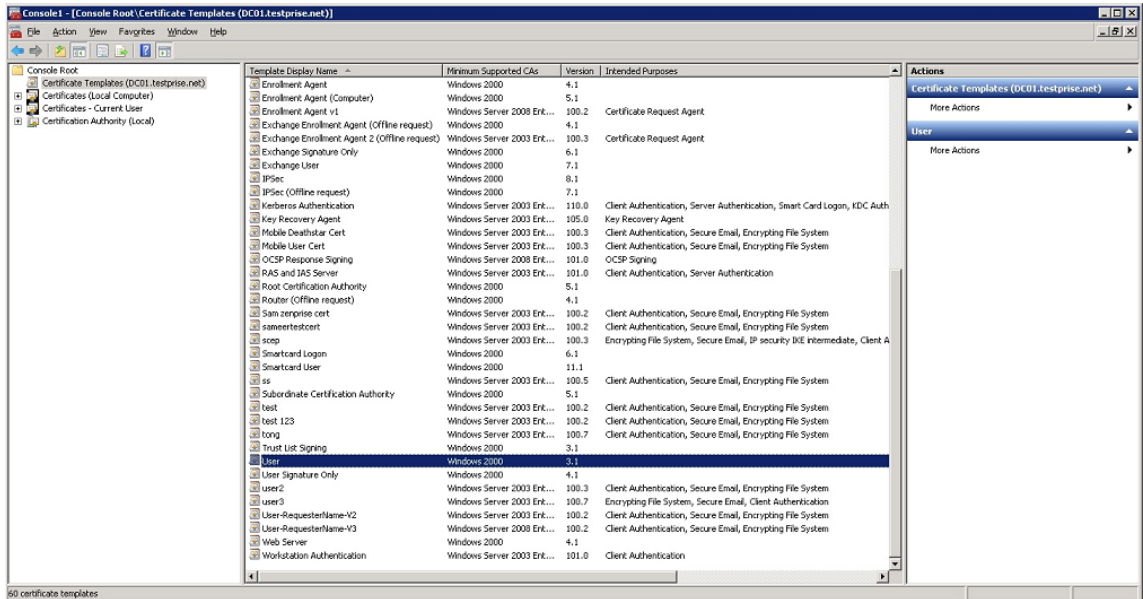 Console1 - [Console Root\Certificate Templates (DC01.testprise.net)]
File Action View Favorites Window Help
Console Root
Certificate Templates (DC01.testprise.net)
Certificates (Local Computer)
Certificates - Current User
Certification Authority (Local)
Template Display Name Minimum Supported CAs Version Intended Purposes
Enrollment Agent Windows 2000 4.1
Enrollment Agent (Computer) Windows 2000 5.1
Enrollment Agent v1 Windows Server 2008 Ent... 100.2 Certificate Request Agent
Exchange Enrollment Agent (Offline request) Windows 2000 4.1
Exchange Enrollment Agent 2 (Offline request) Windows Server 2003 Ent... 100.3 Certificate Request Agent
Exchange Signature Only Windows 2000 6.1
Exchange User Windows 2000 7.1
IPSec Windows 2000 8.1
IPSec (Offline request) Windows 2000 7.1
Kerberos Authentication Windows Server 2003 Ent... 110.0 Client Authentication, Server Authentication, Smart Card Logon, KDC Auth
Key Recovery Agent Windows Server 2003 Ent... 105.0 Key Recovery Agent
Mobile Deathstar Cert Windows Server 2003 Ent... 100.3 Client Authentication, Secure Email, Encrypting File System
Mobile User Cert Windows Server 2003 Ent... 100.3 Client Authentication, Secure Email, Encrypting File System
OCSP Response Signing Windows Server 2008 Ent... 101.0 OCSP Signing
RAS and IAS Server Windows Server 2003 Ent... 101.0 Client Authentication, Server Authentication
Root Certification Authority Windows 2000 5.1
Router (Offline request) Windows 2000 4.1
Sam zenprise cert Windows Server 2003 Ent... 100.2 Client Authentication, Secure Email, Encrypting File System
sameertestcert Windows Server 2003 Ent... 100.2 Client Authentication, Secure Email, Encrypting File System
scep Windows Server 2003 Ent... 100.3 Encrypting File System, Secure Email, IP security IKE intermediate, Client A
Smartcard Logon Windows 2000 6.1
Smartcard User Windows 2000 11.1
ss Windows Server 2003 Ent... 100.5 Client Authentication, Secure Email, Encrypting File System
Subordinate Certification Authority Windows 2000 5.1
test Windows Server 2003 Ent... 100.2 Client Authentication, Secure Email, Encrypting File System
test 123 Windows Server 2003 Ent... 100.2 Client Authentication, Secure Email, Encrypting File System
tong Windows Server 2003 Ent... 100.7 Client Authentication, Secure Email, Encrypting File System
Trust List Signing Windows 2000 3.1
User Windows 2000 3.1
User Signature Only Windows 2000 4.1
user2 Windows Server 2003 Ent... 100.3 Client Authentication, Secure Email, Encrypting File System
user3 Windows Server 2003 Ent... 100.7 Encrypting File System, Secure Email, Client Authentication
User-RequesterName-V2 Windows Server 2003 Ent... 100.2 Client Authentication, Secure Email, Encrypting File System
User-RequesterName-V3 Windows Server 2008 Ent... 100.2 Client Authentication, Secure Email, Encrypting File System
Web Server Windows 2000 4.1
Workstation Authentication Windows Server 2003 Ent... 101.0 Client Authentication
Actions
Certificate Templates (DC01.testprise.net)
More Actions
User
More Actions
60 certificate templates